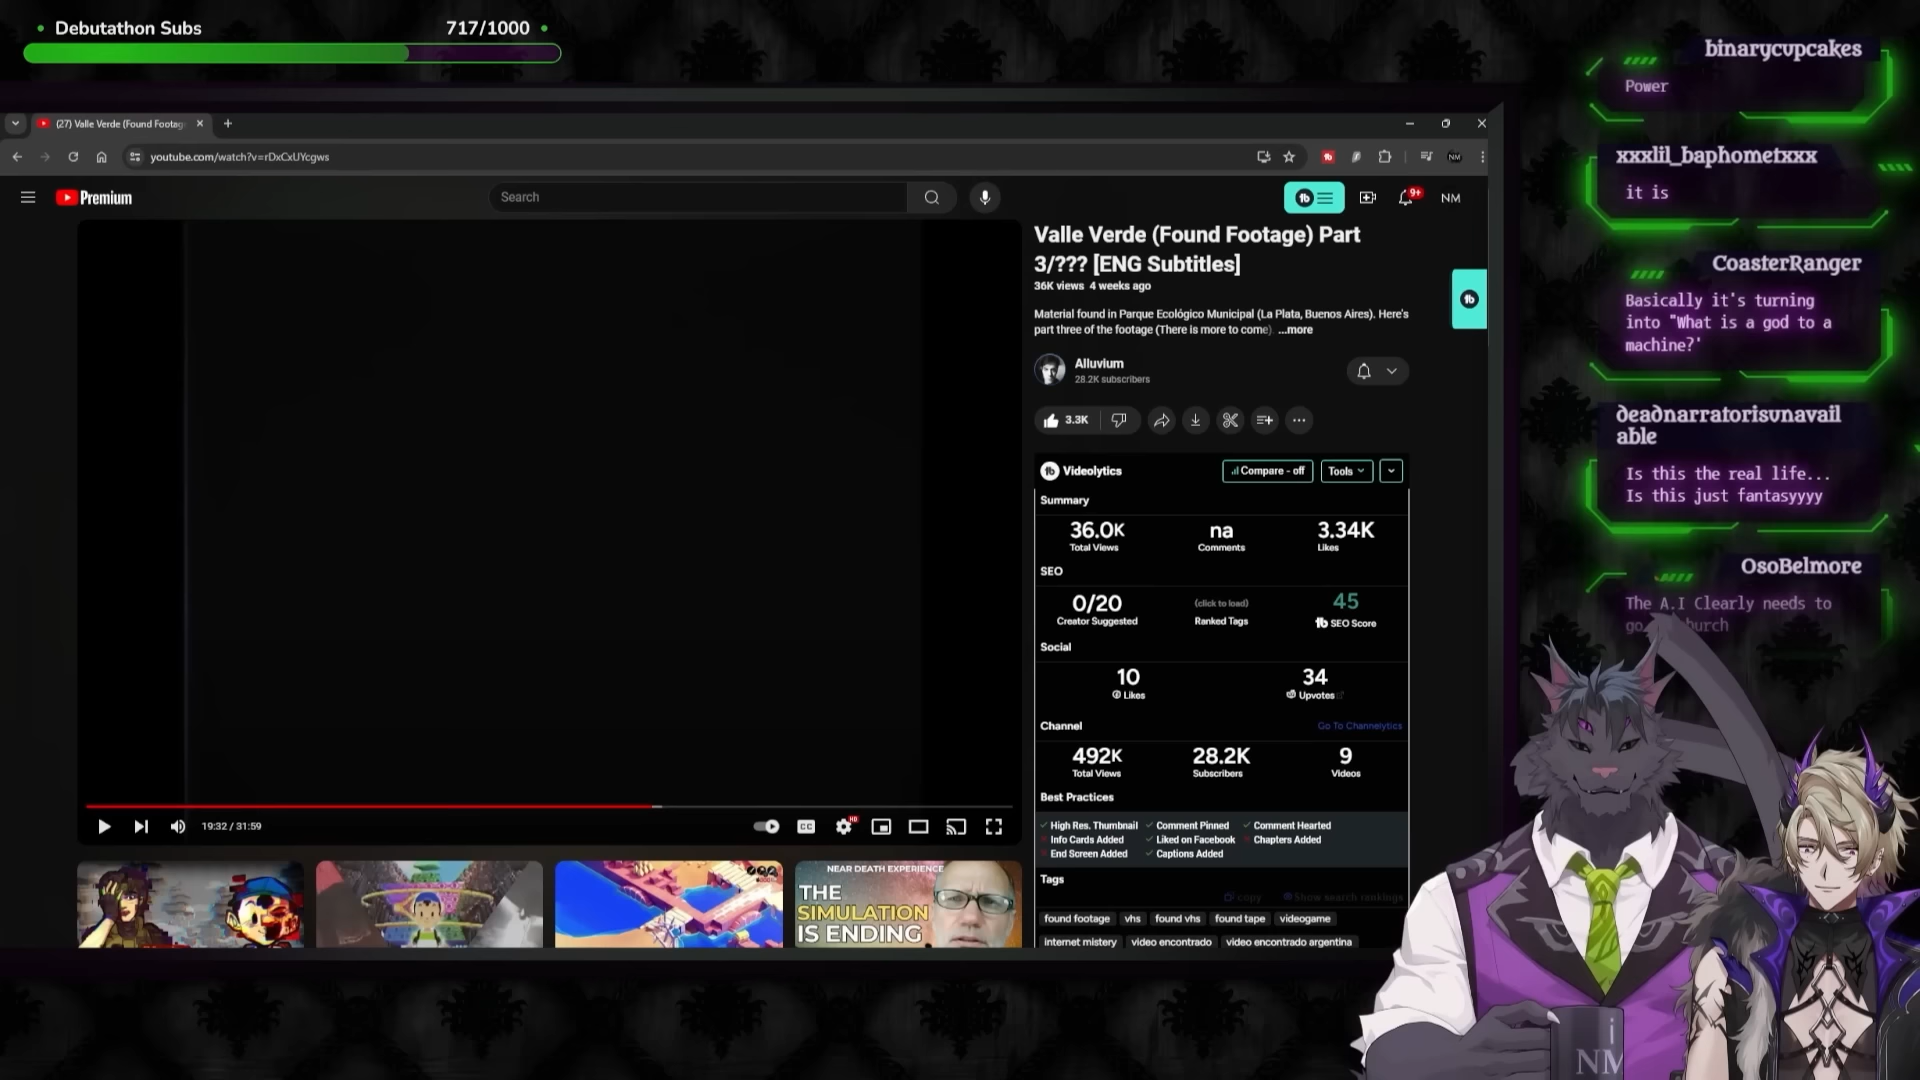 Debutathon Subs
717/1000
(27) Valle Verde (Found Footag
youtube.com/watch?v=rDxCxUYcgws
NM
Premium
Search
9+
NM
Valle Verde (Found Footage) Part
3/??? [ENG Subtitles]
36K views 4 weeks ago
Material found in Parque Ecológico Municipal (La Plata, Buenos Aires). Here's
part three of the footage (There is more to come) ...more
Alluvium
28.2K subscribers
3.3K
Videolytics
Compare - off
Tools
Summary
36.0K
na
3.34K
Total Views
Comments
Likes
SEO
0/20
(click to load)
45
Creator Suggested
Ranked Tags
SEO Score
Social
10
34
Likes
Upvotes
Channel
Go To Channelytics
492K
28.2K
9
Total Views
Subscribers
Videos
Best Practices
High Res. Thumbnail
Comment Pinned
Comment Hearted
Info Cards Added
Liked on Facebook
Chapters Added
End Screen Added
Captions Added
Tags
copy
Show search rankings
found footage
vhs
found vhs
found tape
videogame
internet mistery
video encontrado
video encontrado argentina
19:32 / 31:59
CC
HD
NEAR DEATH EXPERIENCE
THE
SIMULATION
IS ENDING
binarycupcakes
Power
xxxlil_baphometxxx
it is
CoasterRanger
Basically it's turning
into "What is a god to a
machine?'
deadnarratorisunavail
able
Is this the real life...
Is this just fantasyyyy
OsoBelmore
The A.I Clearly needs to
NM